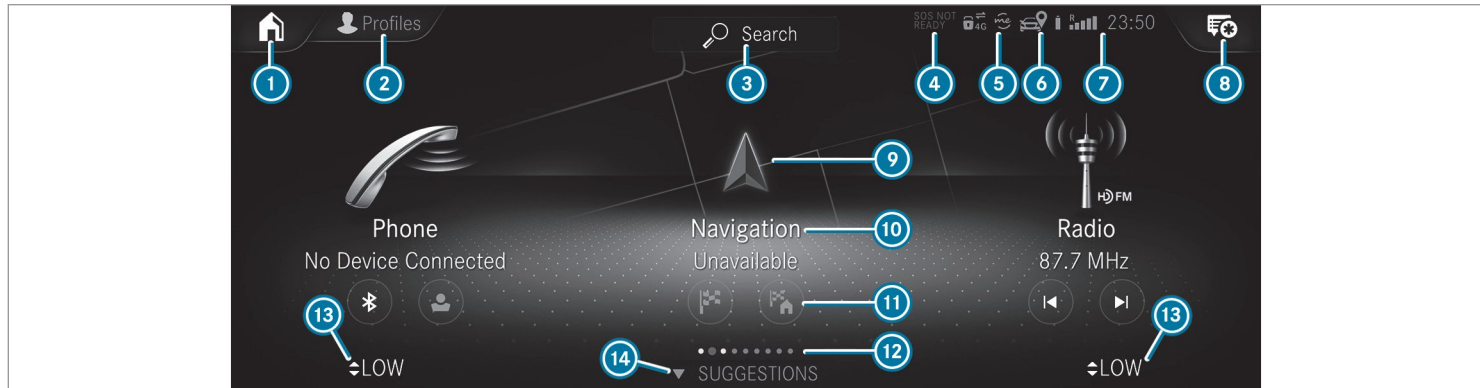 Profiles
Search
SOS NOT
READY
4G
me
R
23:50
1
2
3
4
5
6
7
8
9
HD FM
Phone
Navigation
10
Radio
No Device Connected
Unavailable
87.7 MHz
11
13
13
12
14
LOW
SUGGESTIONS
LOW